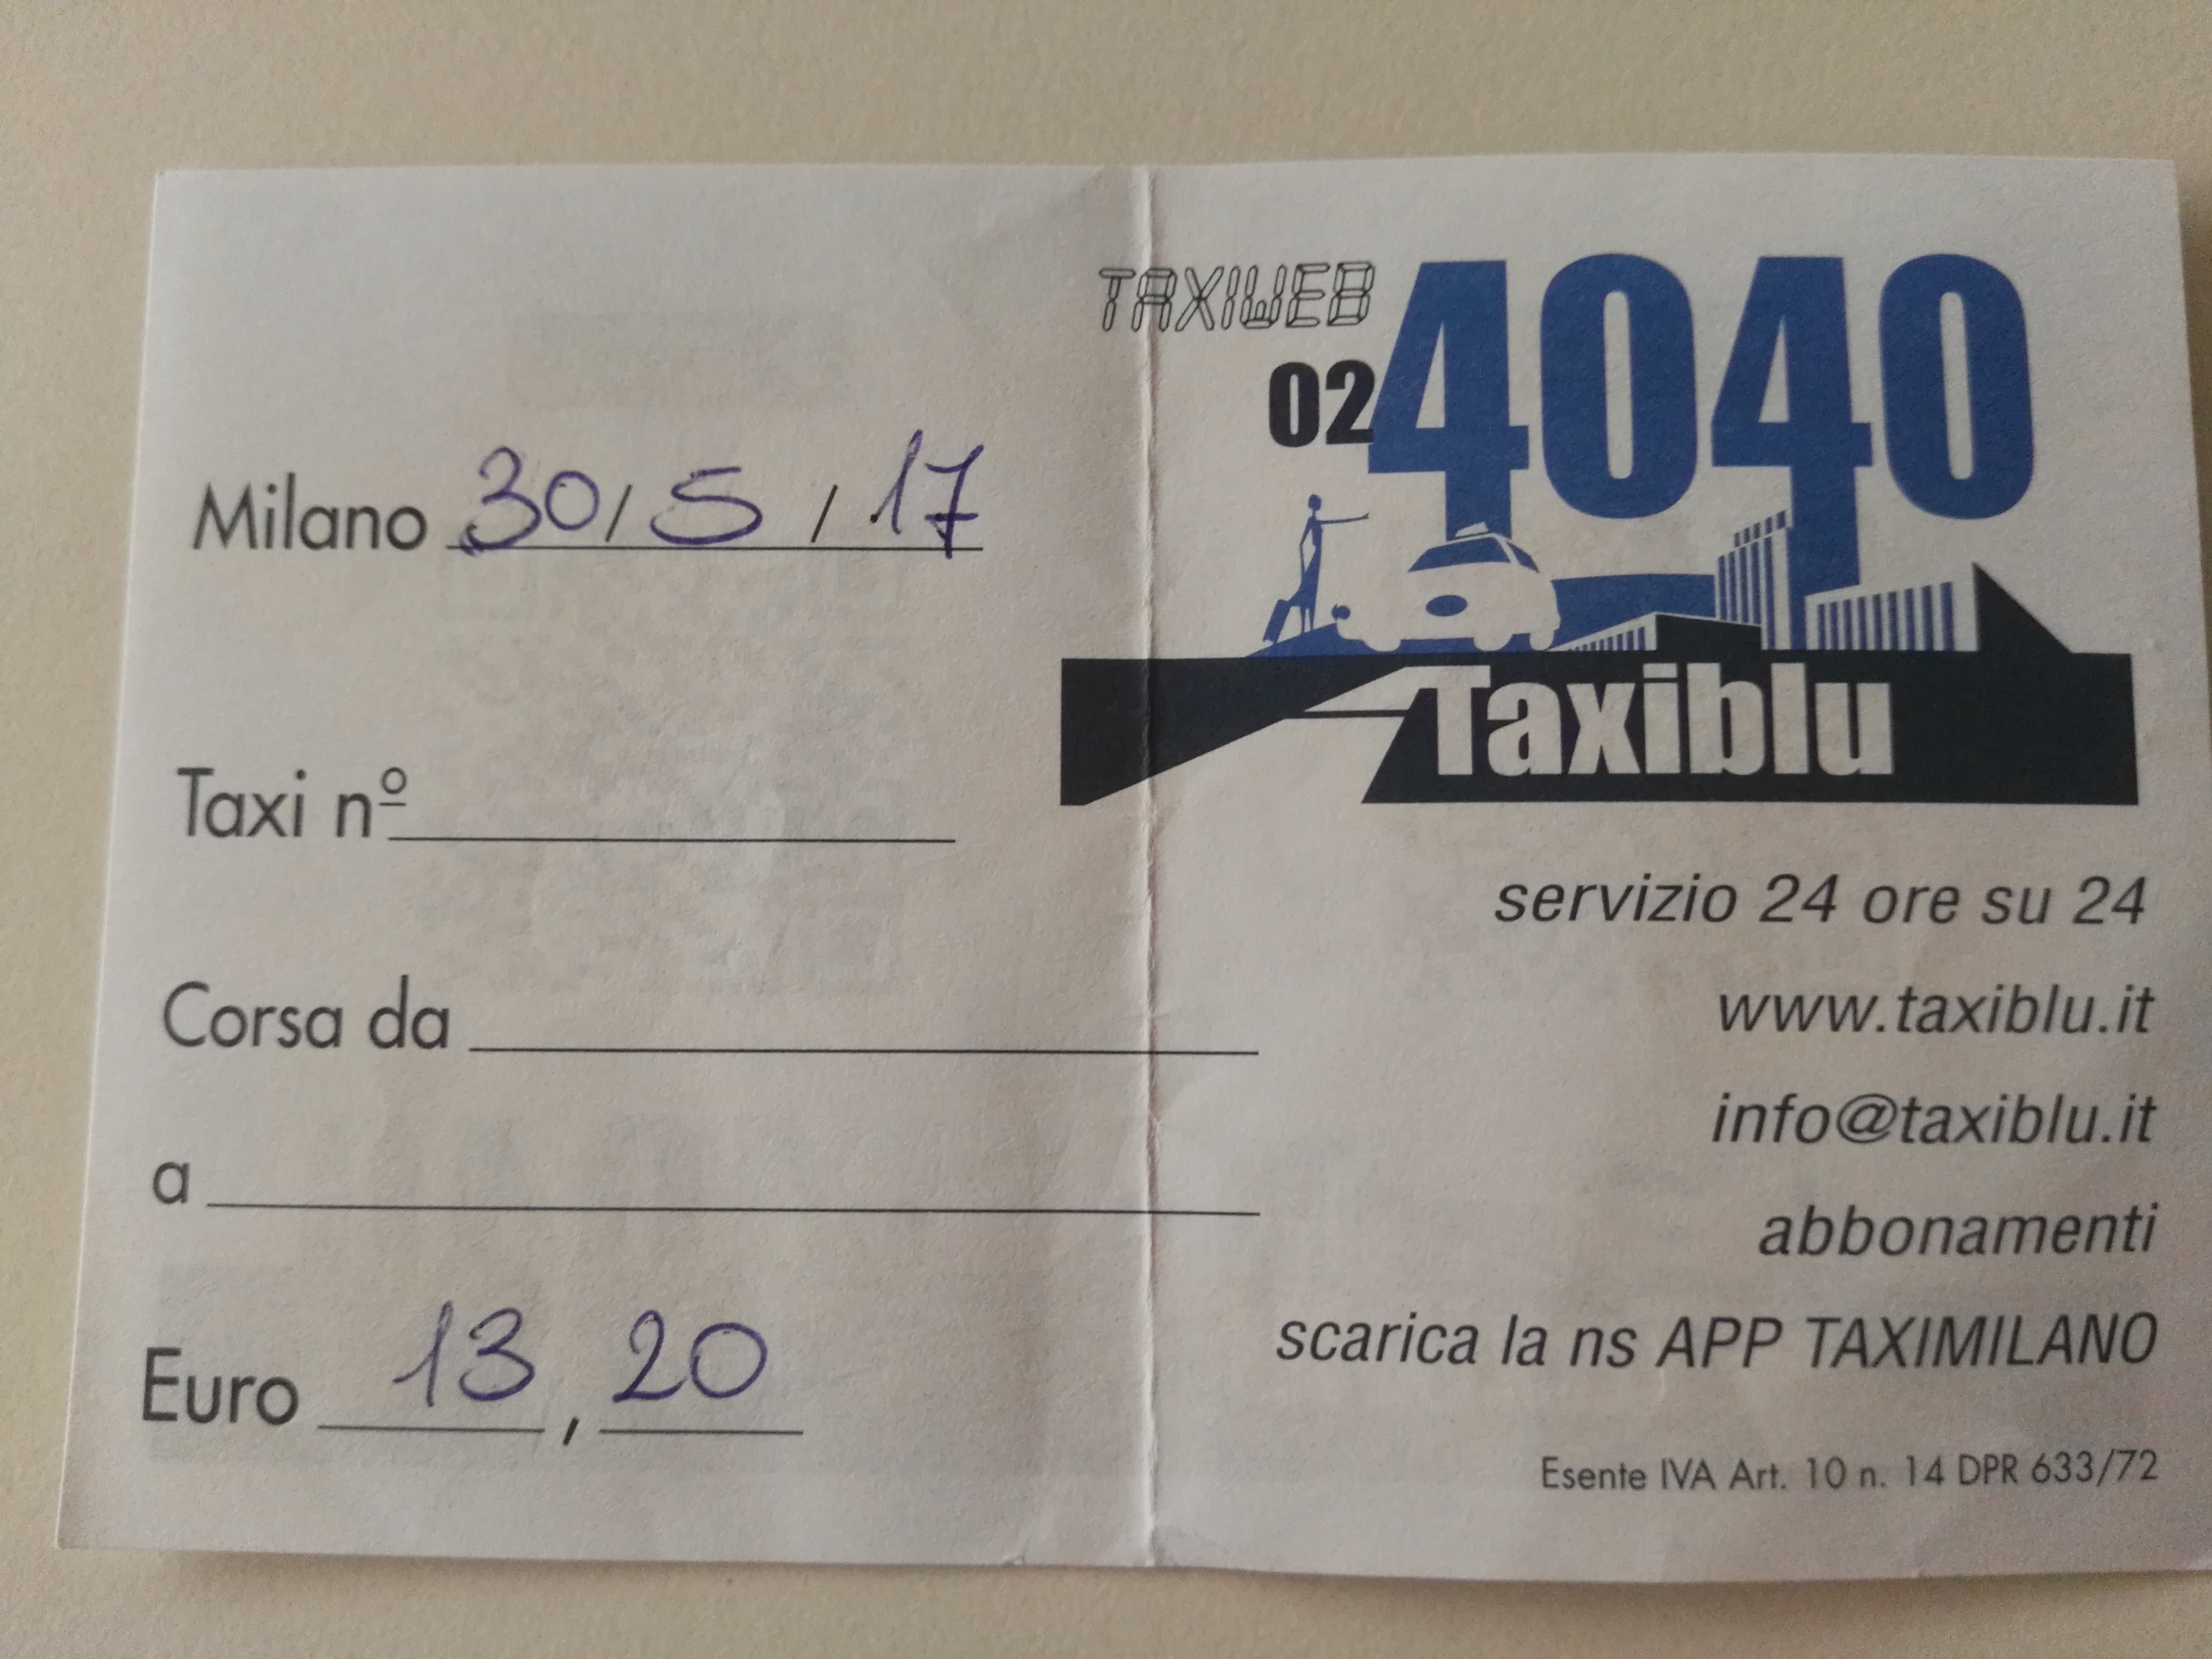 Milano 30/5/17
Taxi nº
Corsa da
a
Euro 13,20
TAXIWEB
02 4040
Taxiblu
servizio 24 ore su 24
www.taxiblu.it
info@taxiblu.it
abbonamenti
scarica la ns APP TAXIMILANO
Esente IVA Art. 10 n. 14 DPR 633/72